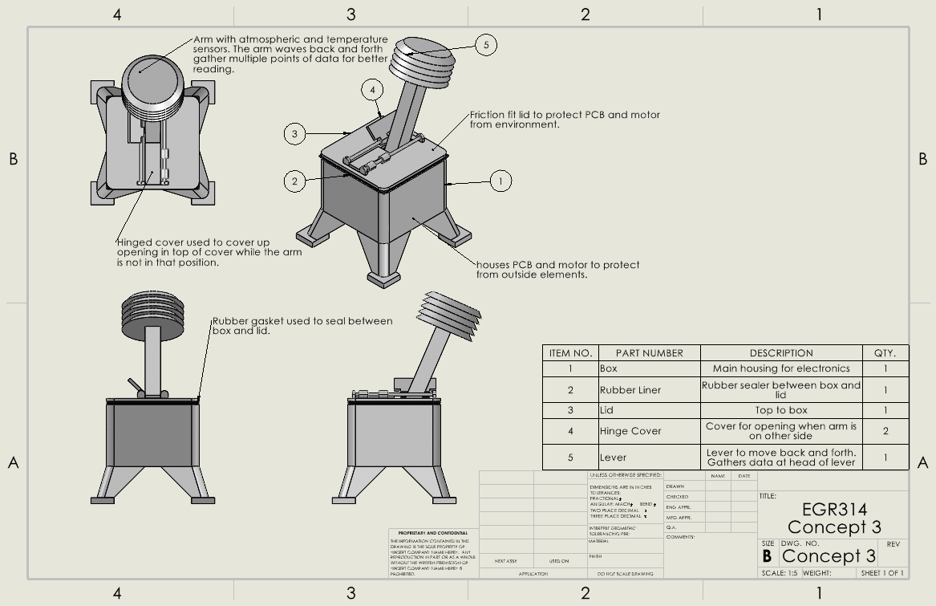 4 3 2 1
Arm with atmospheric and temperature
sensors. The arm waves back and forth
gather multiple points of data for better
reading.
5
4
Friction fit lid to protect PCB and motor
from environment.
3
B B
2
1
Hinged cover used to cover up
opening in top of cover while the arm
is not in that position.
houses PCB and motor to protect
from outside elements.
Rubber gasket used to seal between
box and lid.
ITEM NO. PART NUMBER DESCRIPTION QTY.
1 Box Main housing for electronics 1
2 Rubber Liner Rubber sealer between box and
lid 1
3 Lid Top to box 1
4 Hinge Cover Cover for opening when arm is
on other side 2
5 Lever Lever to move back and forth.
Gathers data at head of lever 1
A A
UNLESS OTHERWISE SPECIFIED:
DIMENSIONS ARE IN INCHES
TOLERANCES:
FRACTIONAL
ANGULAR: MACH BEND
TWO PLACE DECIMAL
THREE PLACE DECIMAL
INTERPRET GEOMETRIC
TOLERANCING PER:
MATERIAL
FINISH
DO NOT SCALE DRAWING
NAME DATE
DRAWN
CHECKED
ENG APPR.
MFG APPR.
Q.A.
COMMENTS:
PROPRIETARY AND CONFIDENTIAL
THE INFORMATION CONTAINED IN THIS
DRAWING IS THE SOLE PROPERTY OF
<INSERT COMPANY NAME HERE>. ANY
REPRODUCTION IN PART OR AS A WHOLE
WITHOUT THE WRITTEN PERMISSION OF
<INSERT COMPANY NAME HERE> IS
PROHIBITED.
NEXT ASSY USED ON
APPLICATION
TITLE:
EGR314
Concept 3
SIZE DWG. NO. REV
B Concept 3
SCALE: 1:5 WEIGHT: SHEET 1 OF 1
4 3 2 1